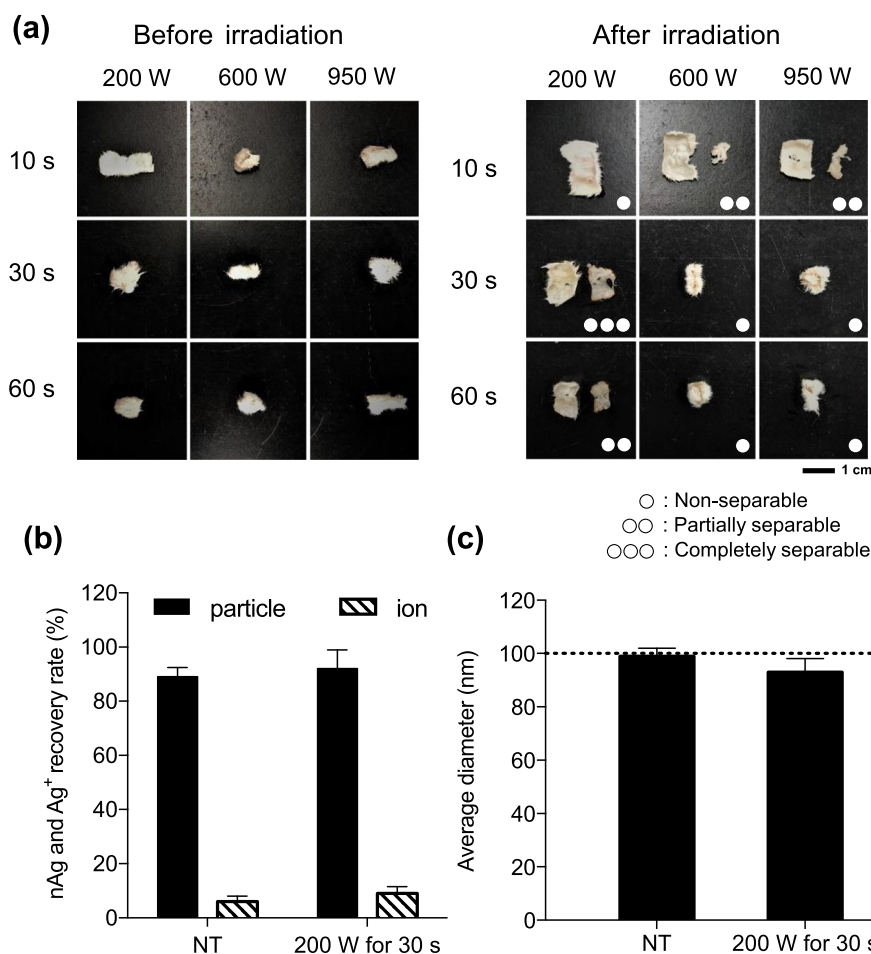 (a)
Before irradiation
After irradiation
200 W 600 W 950 W
200 W 600 W 950 W
10 s
10 s
30 s
30 s
60 s
60 s
1 cm
○ : Non-separable
○○ : Partially separable
○○○ : Completely separable
(b)
nAg and Ag⁺ recovery rate (%)
120
100
80
60
40
20
0
particle
ion
NT
200 W for 30 s
(c)
Average diameter (nm)
120
100
80
60
40
20
0
NT
200 W for 30 s